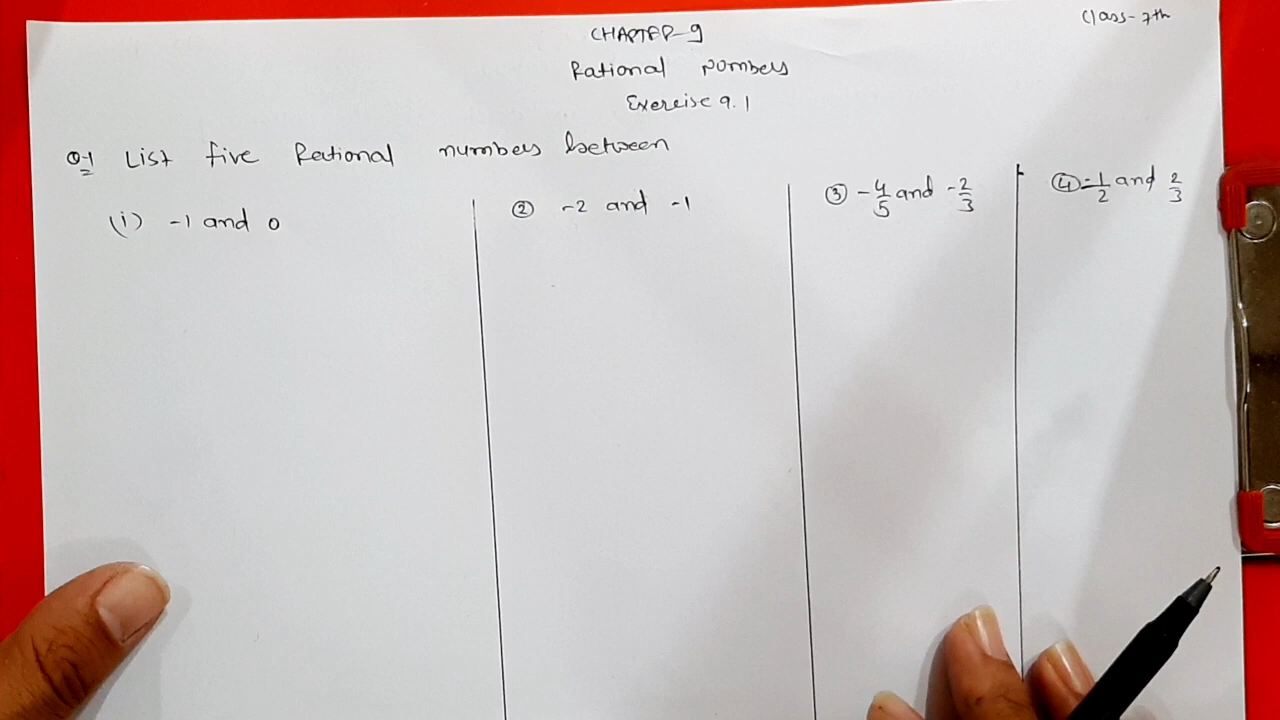 Class-7th
CHAPTER-9
Rational Numbers
Exercise 9.1
Q-1 List five Rational numbers between
(i) -1 and 0
② -2 and -1
③ -4/5 and -2/3
④ -1/2 and 2/3